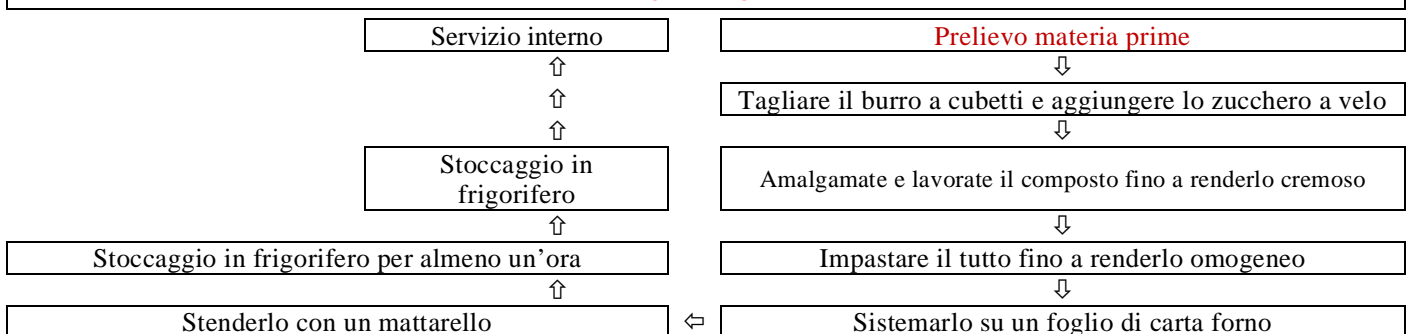 Servizio interno
Prelievo materia prime
⇧
⇩
⇧
Tagliare il burro a cubetti e aggiungere lo zucchero a velo
⇧
⇩
Stoccaggio in
frigorifero
Amalgamate e lavorate il composto fino a renderlo cremoso
⇧
⇩
Stoccaggio in frigorifero per almeno un’ora
Impastare il tutto fino a renderlo omogeneo
⇧
⇩
Stenderlo con un mattarello
⇦
Sistemarlo su un foglio di carta forno